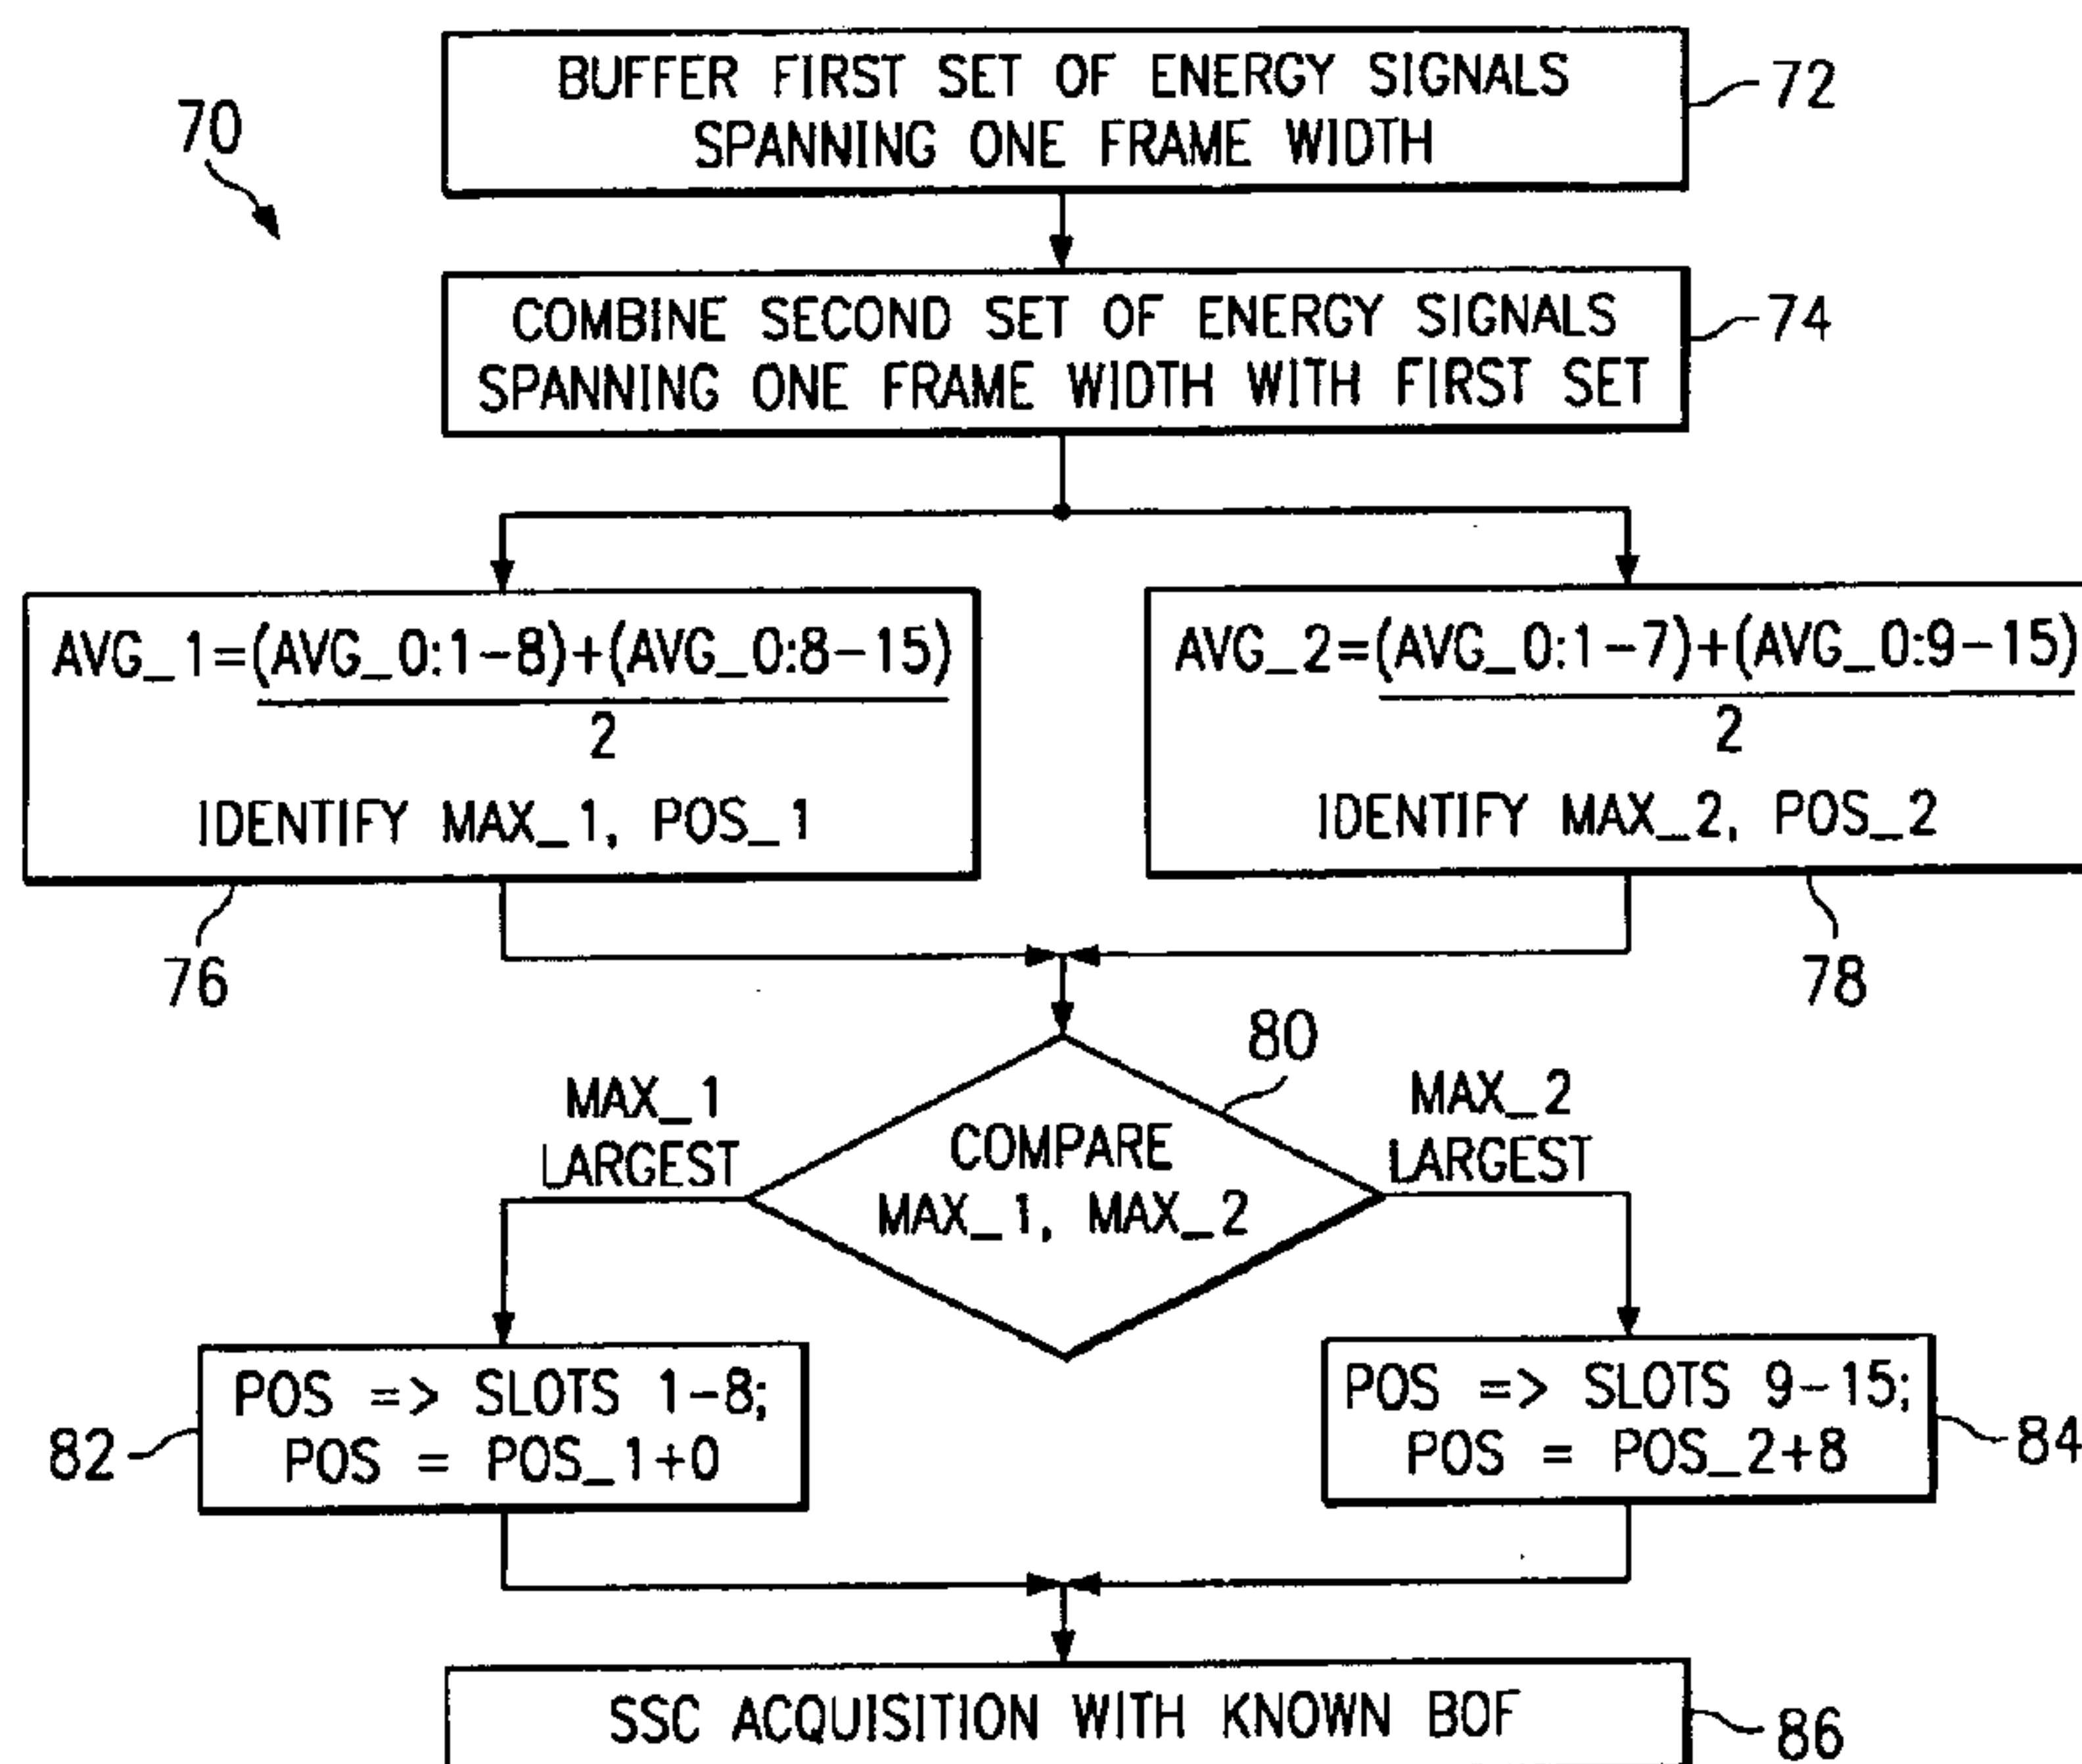 BUFFER FIRST SET OF ENERGY SIGNALS
SPANNING ONE FRAME WIDTH
72
70
COMBINE SECOND SET OF ENERGY SIGNALS
SPANNING ONE FRAME WIDTH WITH FIRST SET
74
AVG_1=(AVG_0:1-8)+(AVG_0:8-15)
2
IDENTIFY MAX_1, POS_1
76
AVG_2=(AVG_0:1-7)+(AVG_0:9-15)
2
IDENTIFY MAX_2, POS_2
78
80
COMPARE
MAX_1, MAX_2
MAX_1
LARGEST
MAX_2
LARGEST
POS => SLOTS 1-8;
POS = POS_1+0
82
POS => SLOTS 9-15;
POS = POS_2+8
84
SSC ACQUISITION WITH KNOWN BOF
86